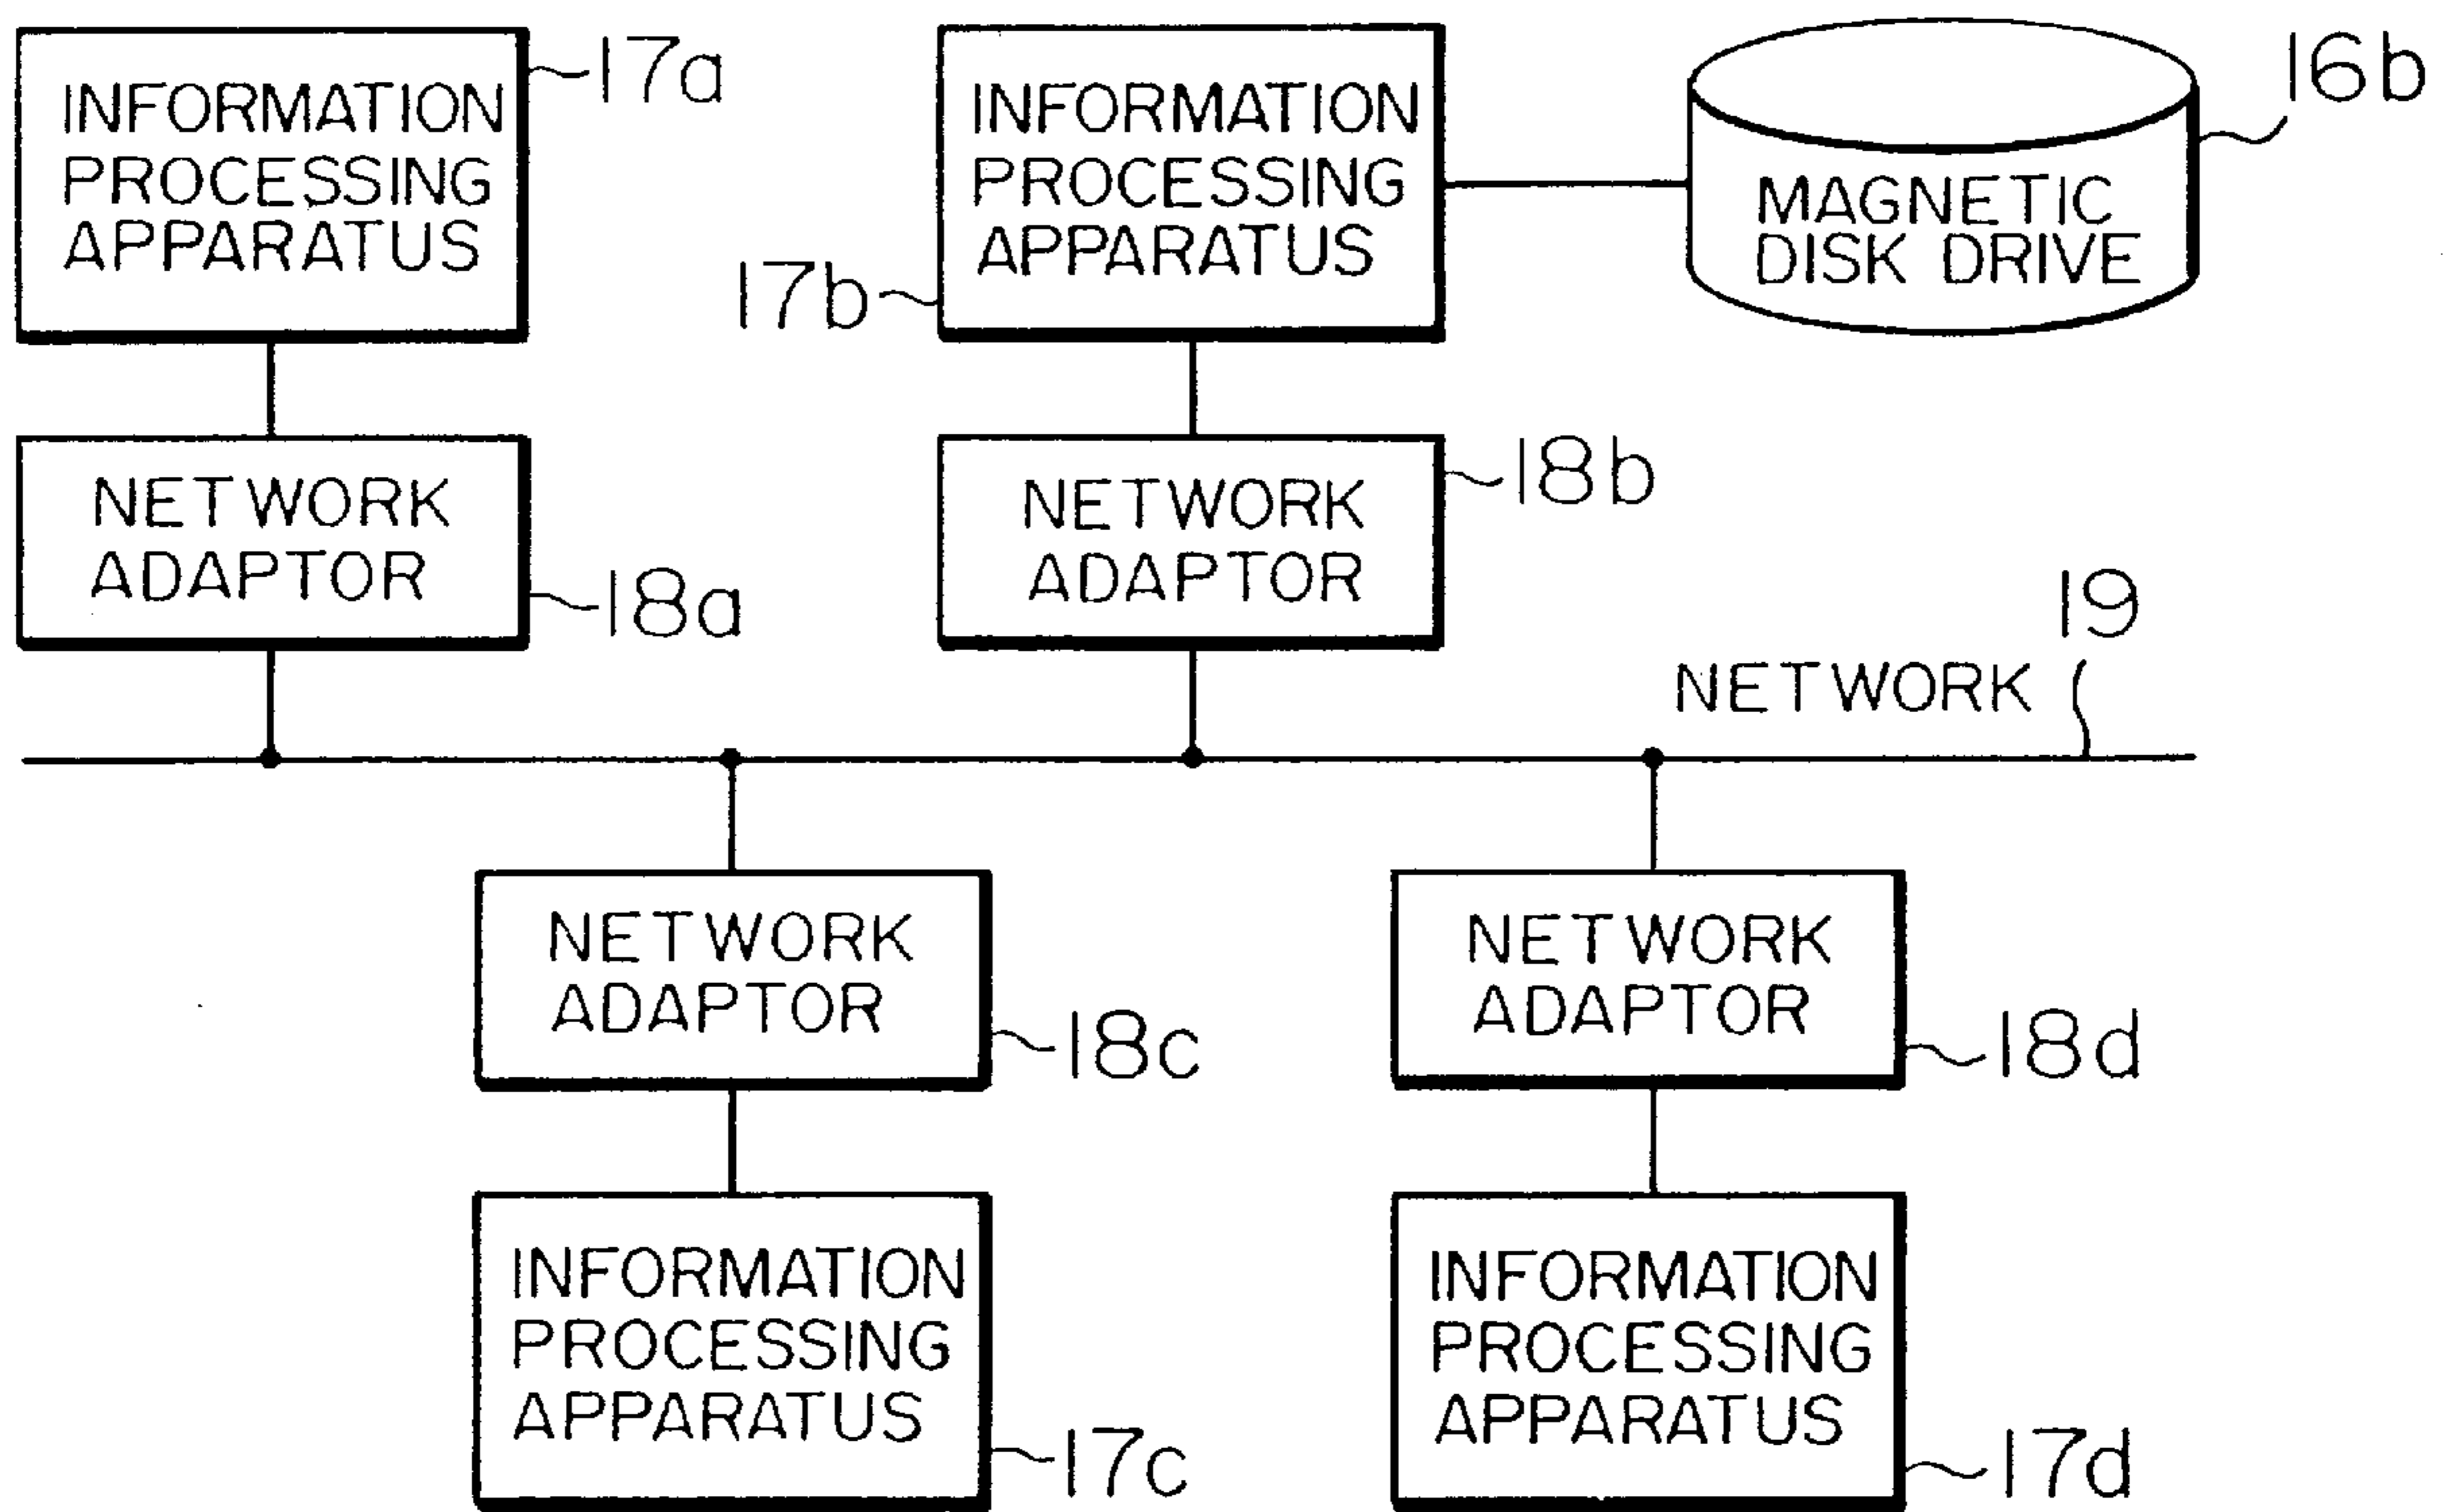 INFORMATION
PROCESSING
APPARATUS
17a
INFORMATION
PROCESSING
APPARATUS
17b
MAGNETIC
DISK DRIVE
16b
NETWORK
ADAPTOR
18a
NETWORK
ADAPTOR
18b
NETWORK
19
NETWORK
ADAPTOR
18c
NETWORK
ADAPTOR
18d
INFORMATION
PROCESSING
APPARATUS
17c
INFORMATION
PROCESSING
APPARATUS
17d